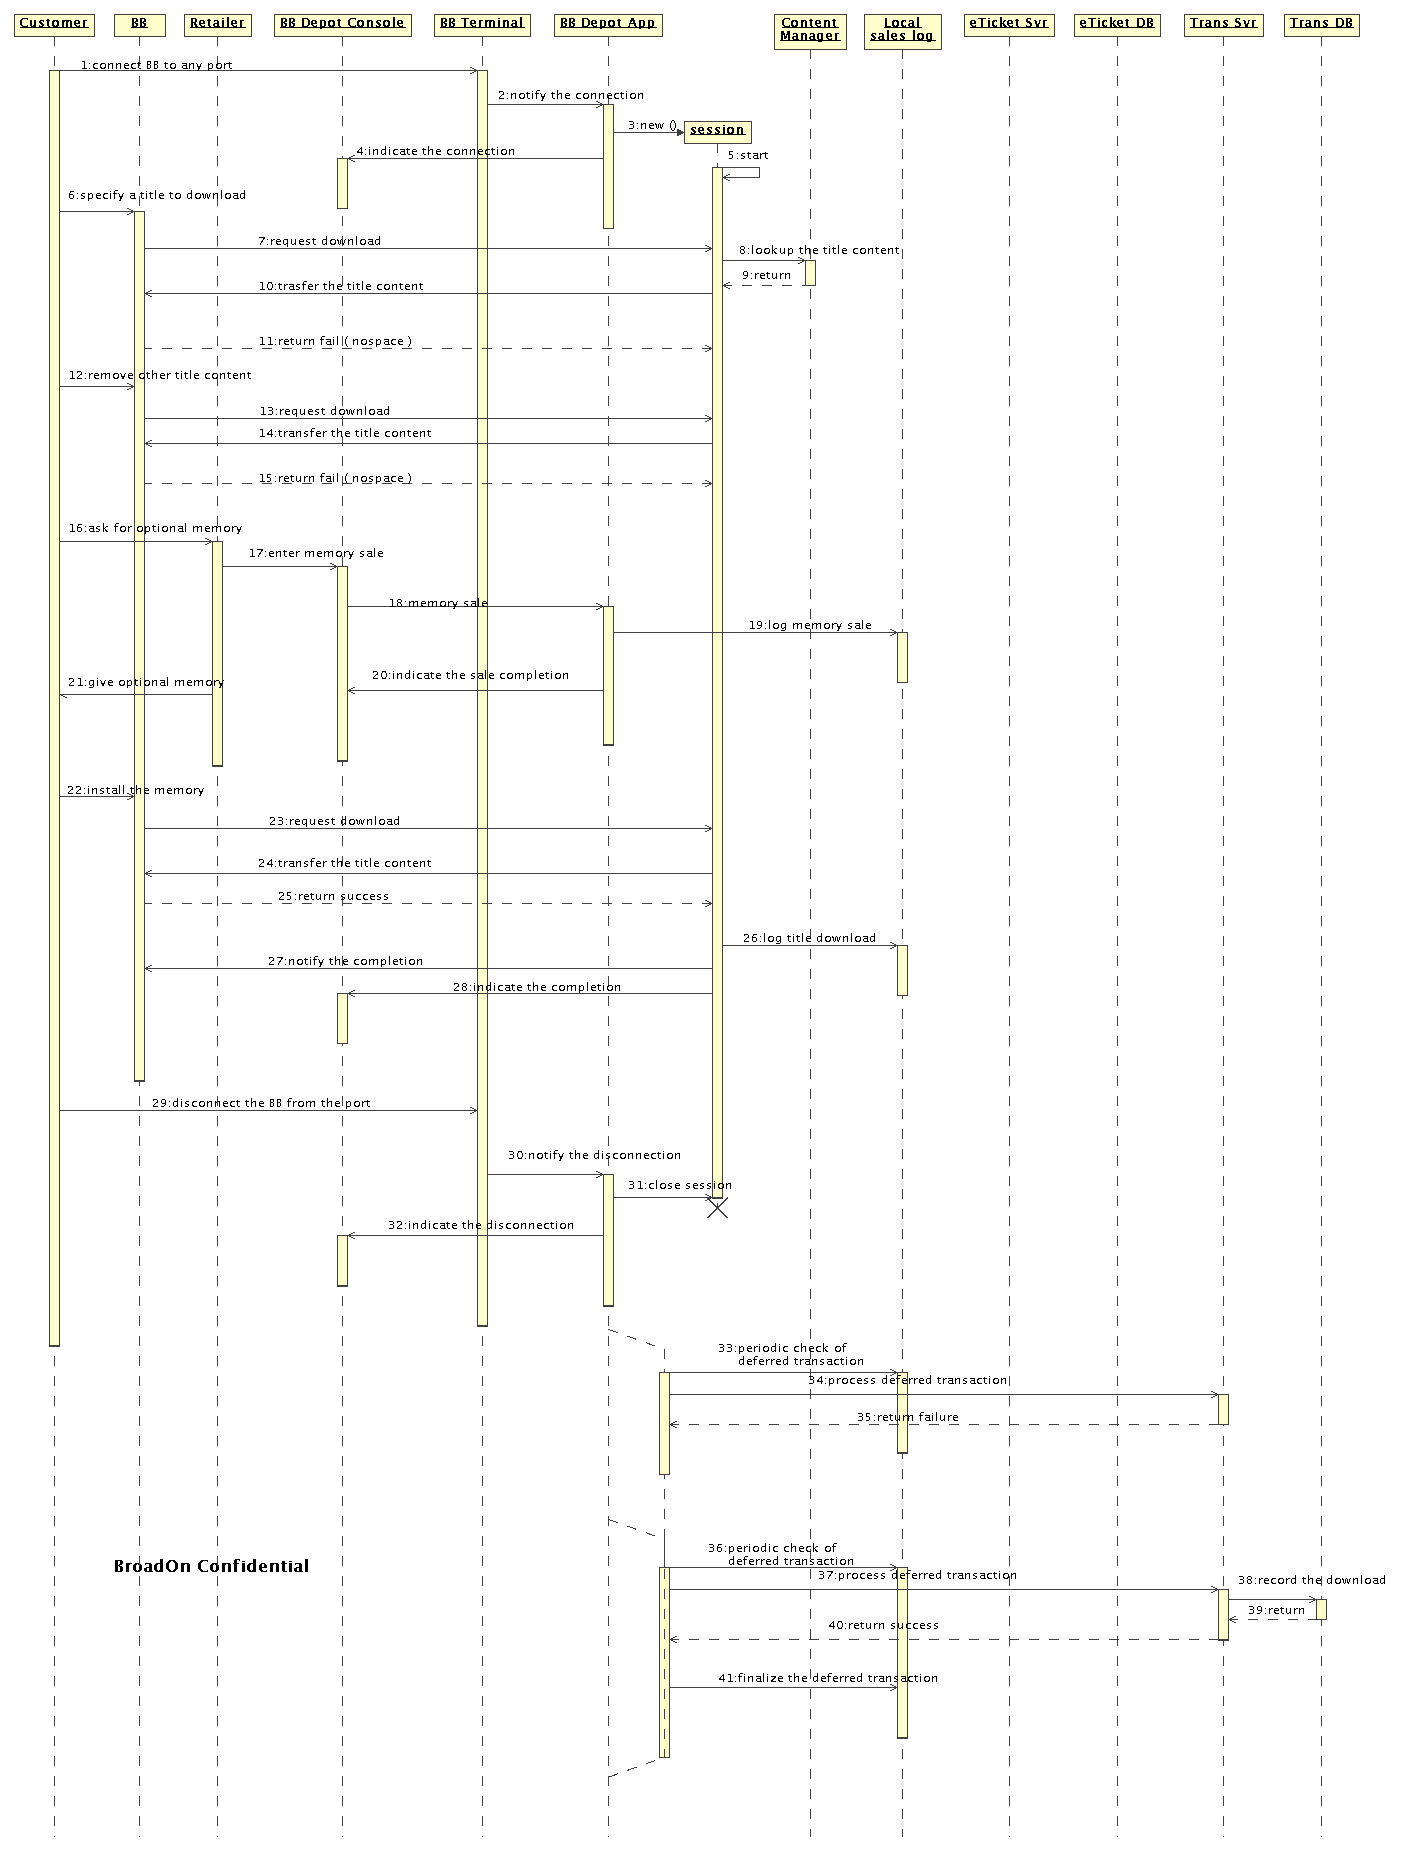 Customer
BB
Retailer
BB Depot Console
BB Terminal
BB Depot App
Content
Manager
Local
sales log
eTicket Svr
eTicket DB
Trans Svr
Trans DB
1:connect BB to any port
2:notify the connection
3:new ()
session
4:indicate the connection
5:start
6:specify a title to download
7:request download
8:lookup the title content
9:return
10:trasfer the title content
11:return fail ( nospace )
12:remove other title content
13:request download
14:transfer the title content
15:return fail ( nospace )
16:ask for optional memory
17:enter memory sale
18:memory sale
19:log memory sale
20:indicate the sale completion
21:give optional memory
22:install the memory
23:request download
24:transfer the title content
25:return success
26:log title download
27:notify the completion
28:indicate the completion
29:disconnect the BB from the port
30:notify the disconnection
31:close session
32:indicate the disconnection
33:periodic check of
deferred transaction
34:process deferred transaction
35:return failure
36:periodic check of
deferred transaction
BroadOn Confidential
37:process deferred transaction
38:record the download
39:return
40:return success
41:finalize the deferred transaction